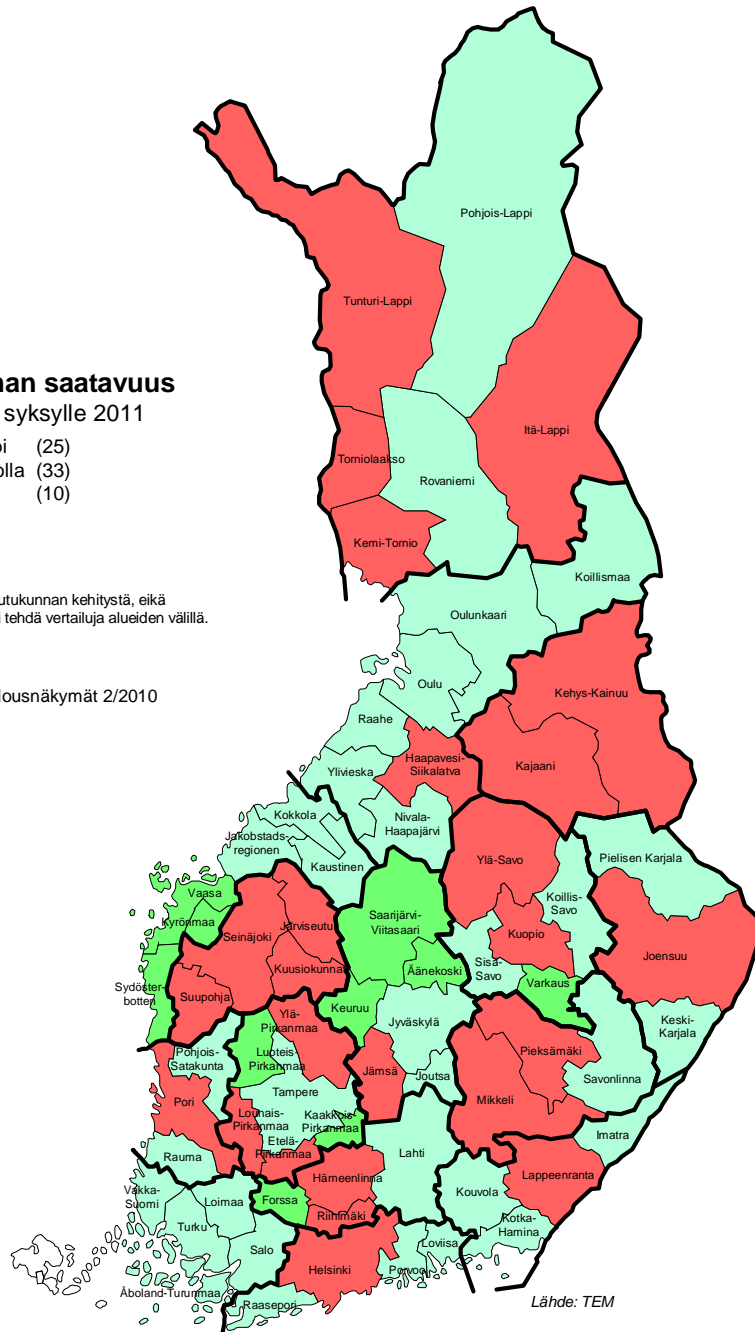 Pohjois-Lappi
Tunturi-Lappi
nan saatavuus
syksylle 2011
pi (25)
olla (33)
(10)
Itä-Lappi
Torniolaakso
Rovaniemi
Kemi-Tornio
Koillismaa
utukunnan kehitystä, eikä
i tehdä vertailuja alueiden välillä.
Oulunkaari
Oulu
lousnäkymät 2/2010
Kehys-Kainuu
Raahe
Haapavesi-
Siikalatva
Kajaani
Ylivieska
Kokkola
Nivala-
Haapajärvi
Jakobstads-
regionen
Kaustinen
Ylä-Savo
Pielisen Karjala
Vaasa
Kyrönmaa
Saarijärvi-
Viitasaari
Koillis-
Savo
Seinäjoki
Järviseutu
Kuopio
Joensuu
Kuusiokunnat
Äänekoski
Sisä-
Savo
Sydöster-
botten
Suupohja
Varkaus
Keuruu
Ylä-
Pirkanmaa
Jyväskylä
Keski-
Karjala
Pohjois-
Satakunta
Luoteis-
Pirkanmaa
Pieksämäki
Jämsä
Joutsa
Savonlinna
Tampere
Pori
Lounais-
Pirkanmaa
Kaakkois-
Pirkanmaa
Mikkeli
Etelä-
Pirkanmaa
Imatra
Rauma
Lahti
Hämeenlinna
Lappeenranta
Vakka-
Suomi
Loimaa
Forssa
Kouvola
Turku
Riihimäki
Kotka-
Hamina
Salo
Loviisa
Helsinki
Porvoo
Åboland-Turunmaa
Raasepori
Lähde: TEM